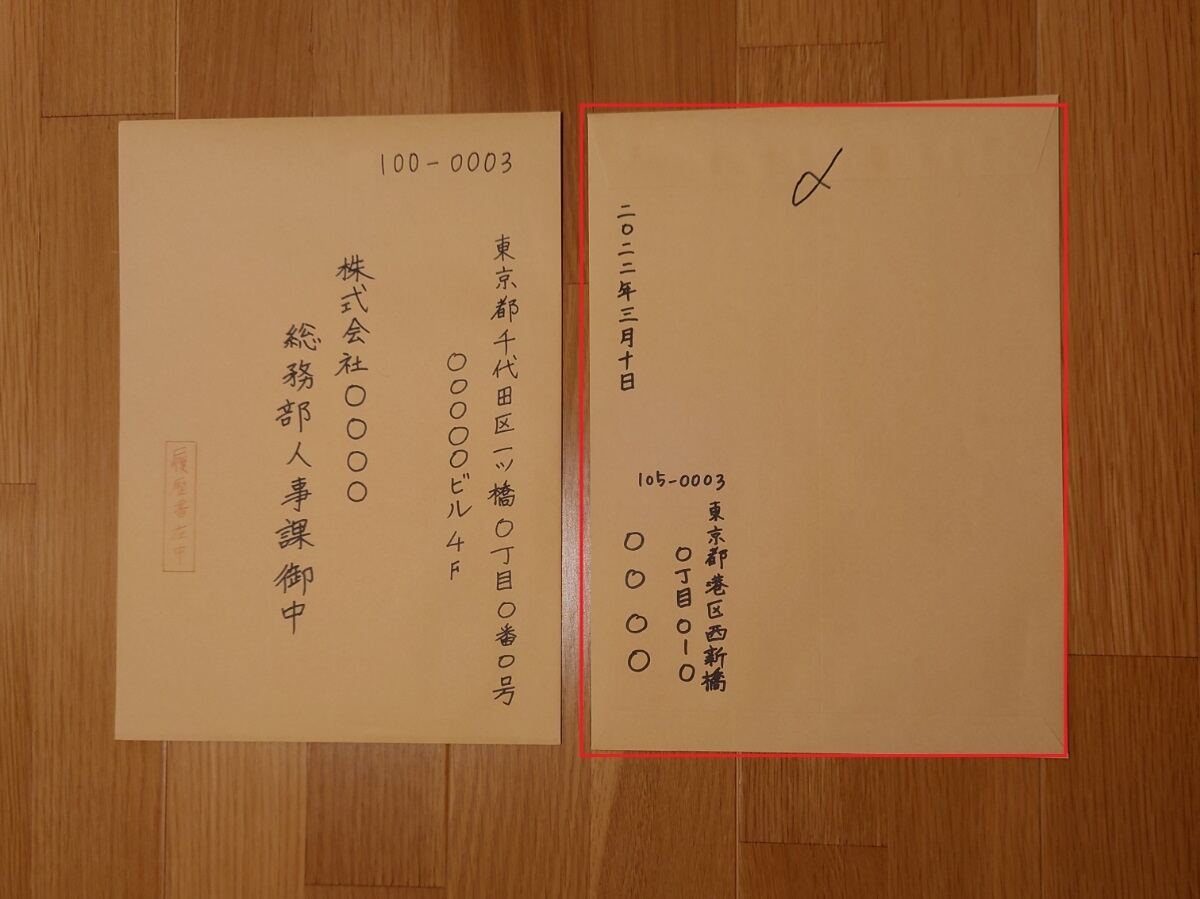 100-0003
東京都千代田区一ツ橋〇丁目〇番〇号
〇〇〇〇〇ビル4F
株式会社〇〇〇〇
総務部人事課御中
履歴書在中
〆
二〇二二年三月十日
105-0003
東京都港区西新橋
〇丁目〇-〇
〇〇〇〇